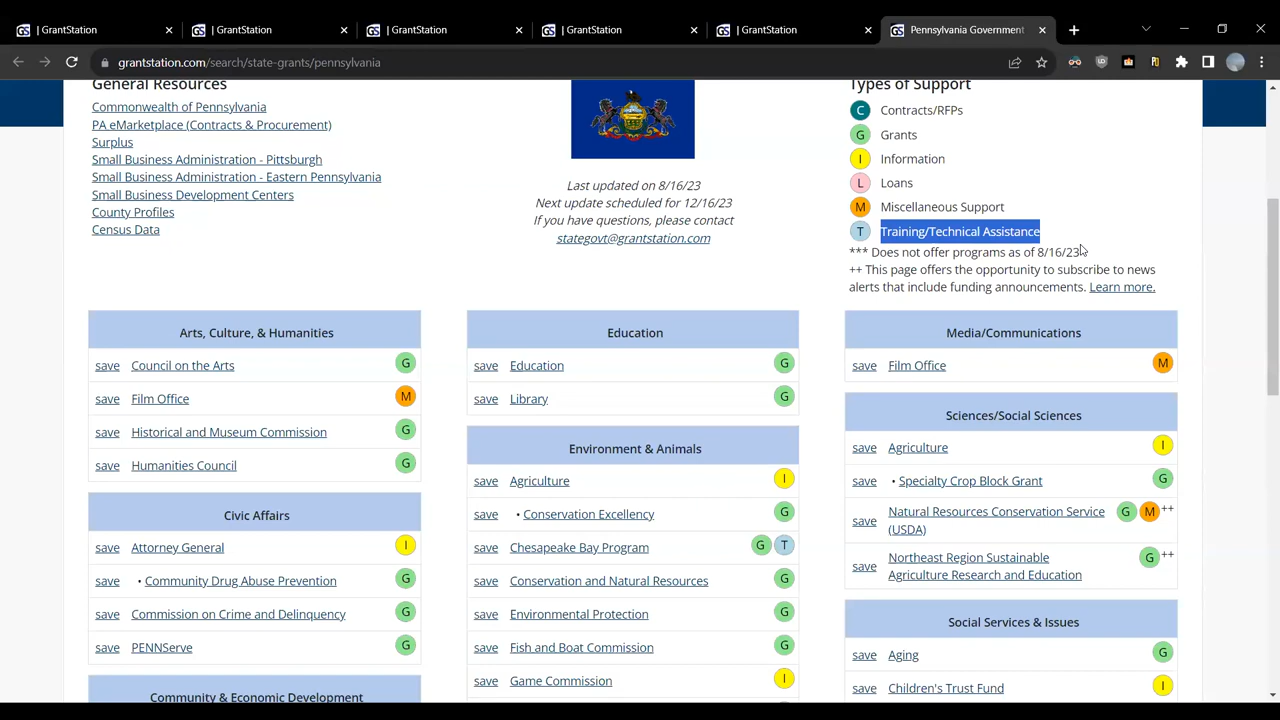 GS | GrantStation
GS | GrantStation
GS | GrantStation
GS | GrantStation
GS | GrantStation
GS Pennsylvania Government
grantstation.com/search/state-grants/pennsylvania
General Resources
Commonwealth of Pennsylvania
PA eMarketplace (Contracts & Procurement)
Surplus
Small Business Administration - Pittsburgh
Small Business Administration - Eastern Pennsylvania
Small Business Development Centers
County Profiles
Census Data
Last updated on 8/16/23
Next update scheduled for 12/16/23
If you have questions, please contact
stategovt@grantstation.com
Types of Support
C Contracts/RFPs
G Grants
I Information
L Loans
M Miscellaneous Support
T Training/Technical Assistance
*** Does not offer programs as of 8/16/23
++ This page offers the opportunity to subscribe to news
alerts that include funding announcements. Learn more.
Arts, Culture, & Humanities
save Council on the Arts G
save Film Office M
save Historical and Museum Commission G
save Humanities Council G
Civic Affairs
save Attorney General I
save • Community Drug Abuse Prevention G
save Commission on Crime and Delinquency G
save PENNServe G
Community & Economic Development
Education
save Education G
save Library G
Environment & Animals
save Agriculture I
save • Conservation Excellency G
save Chesapeake Bay Program G T
save Conservation and Natural Resources G
save Environmental Protection G
save Fish and Boat Commission G
save Game Commission I
Media/Communications
save Film Office M
Sciences/Social Sciences
save Agriculture I
save • Specialty Crop Block Grant G
save Natural Resources Conservation Service G M ++
(USDA)
save Northeast Region Sustainable G ++
Agriculture Research and Education
Social Services & Issues
save Aging G
save Children's Trust Fund I